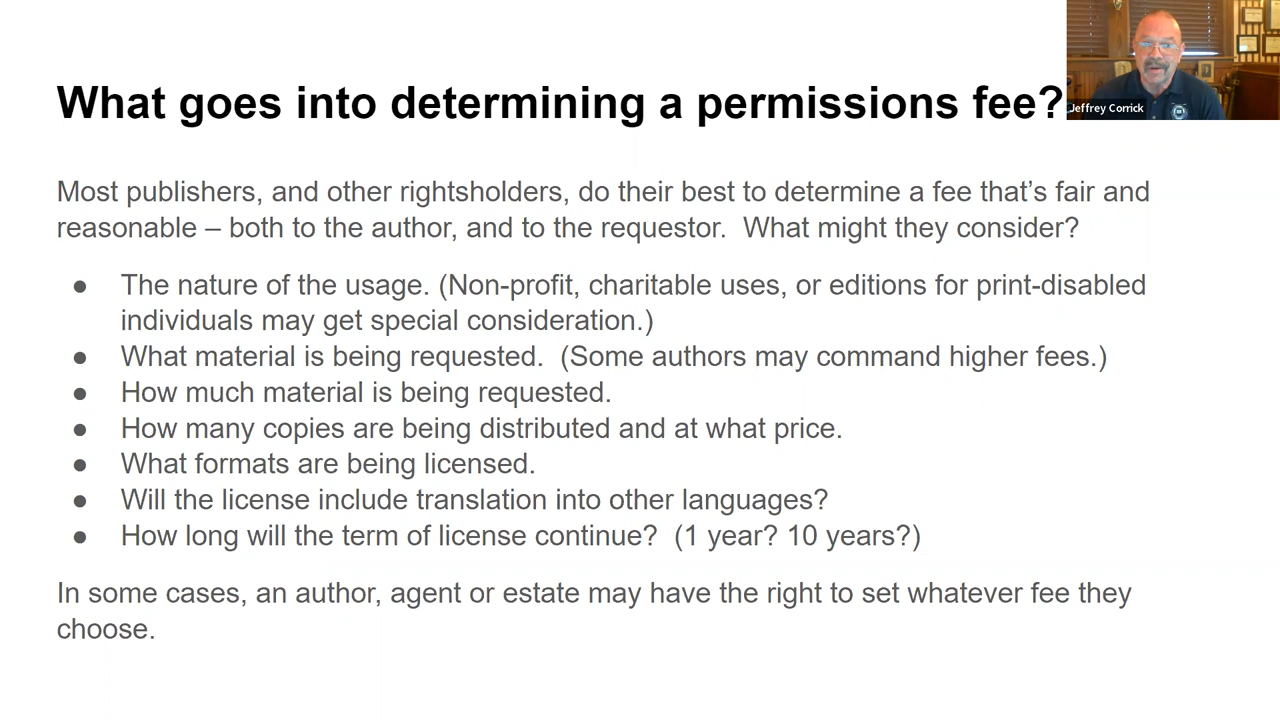 What goes into determining a permissions fee?
Jeffrey Corrick
Most publishers, and other rightsholders, do their best to determine a fee that’s fair and
reasonable – both to the author, and to the requestor.  What might they consider?
● The nature of the usage. (Non-profit, charitable uses, or editions for print-disabled
individuals may get special consideration.)
● What material is being requested.  (Some authors may command higher fees.)
● How much material is being requested.
● How many copies are being distributed and at what price.
● What formats are being licensed.
● Will the license include translation into other languages?
● How long will the term of license continue?  (1 year? 10 years?)
In some cases, an author, agent or estate may have the right to set whatever fee they
choose.